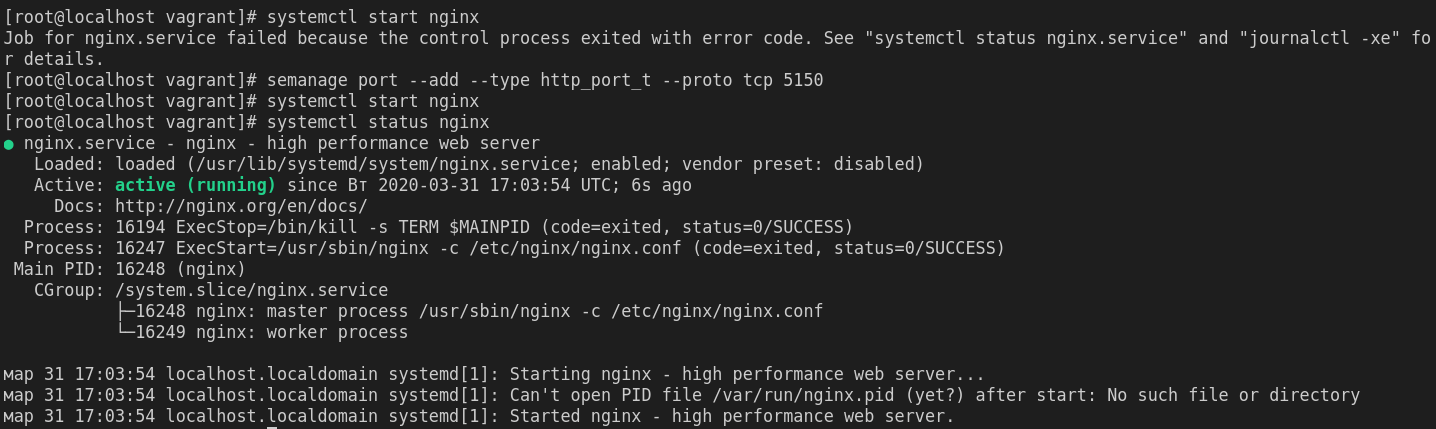 [root@localhost vagrant]# systemctl start nginx
Job for nginx.service failed because the control process exited with error code. See "systemctl status nginx.service" and "journalctl -xe" fo
r details.
[root@localhost vagrant]# semanage port --add --type http_port_t --proto tcp 5150
[root@localhost vagrant]# systemctl start nginx
[root@localhost vagrant]# systemctl status nginx
● nginx.service - nginx - high performance web server
   Loaded: loaded (/usr/lib/systemd/system/nginx.service; enabled; vendor preset: disabled)
   Active: active (running) since Вт 2020-03-31 17:03:54 UTC; 6s ago
     Docs: http://nginx.org/en/docs/
  Process: 16194 ExecStop=/bin/kill -s TERM $MAINPID (code=exited, status=0/SUCCESS)
  Process: 16247 ExecStart=/usr/sbin/nginx -c /etc/nginx/nginx.conf (code=exited, status=0/SUCCESS)
 Main PID: 16248 (nginx)
   CGroup: /system.slice/nginx.service
           ├─16248 nginx: master process /usr/sbin/nginx -c /etc/nginx/nginx.conf
           └─16249 nginx: worker process

мар 31 17:03:54 localhost.localdomain systemd[1]: Starting nginx - high performance web server...
мар 31 17:03:54 localhost.localdomain systemd[1]: Can't open PID file /var/run/nginx.pid (yet?) after start: No such file or directory
мар 31 17:03:54 localhost.localdomain systemd[1]: Started nginx - high performance web server.